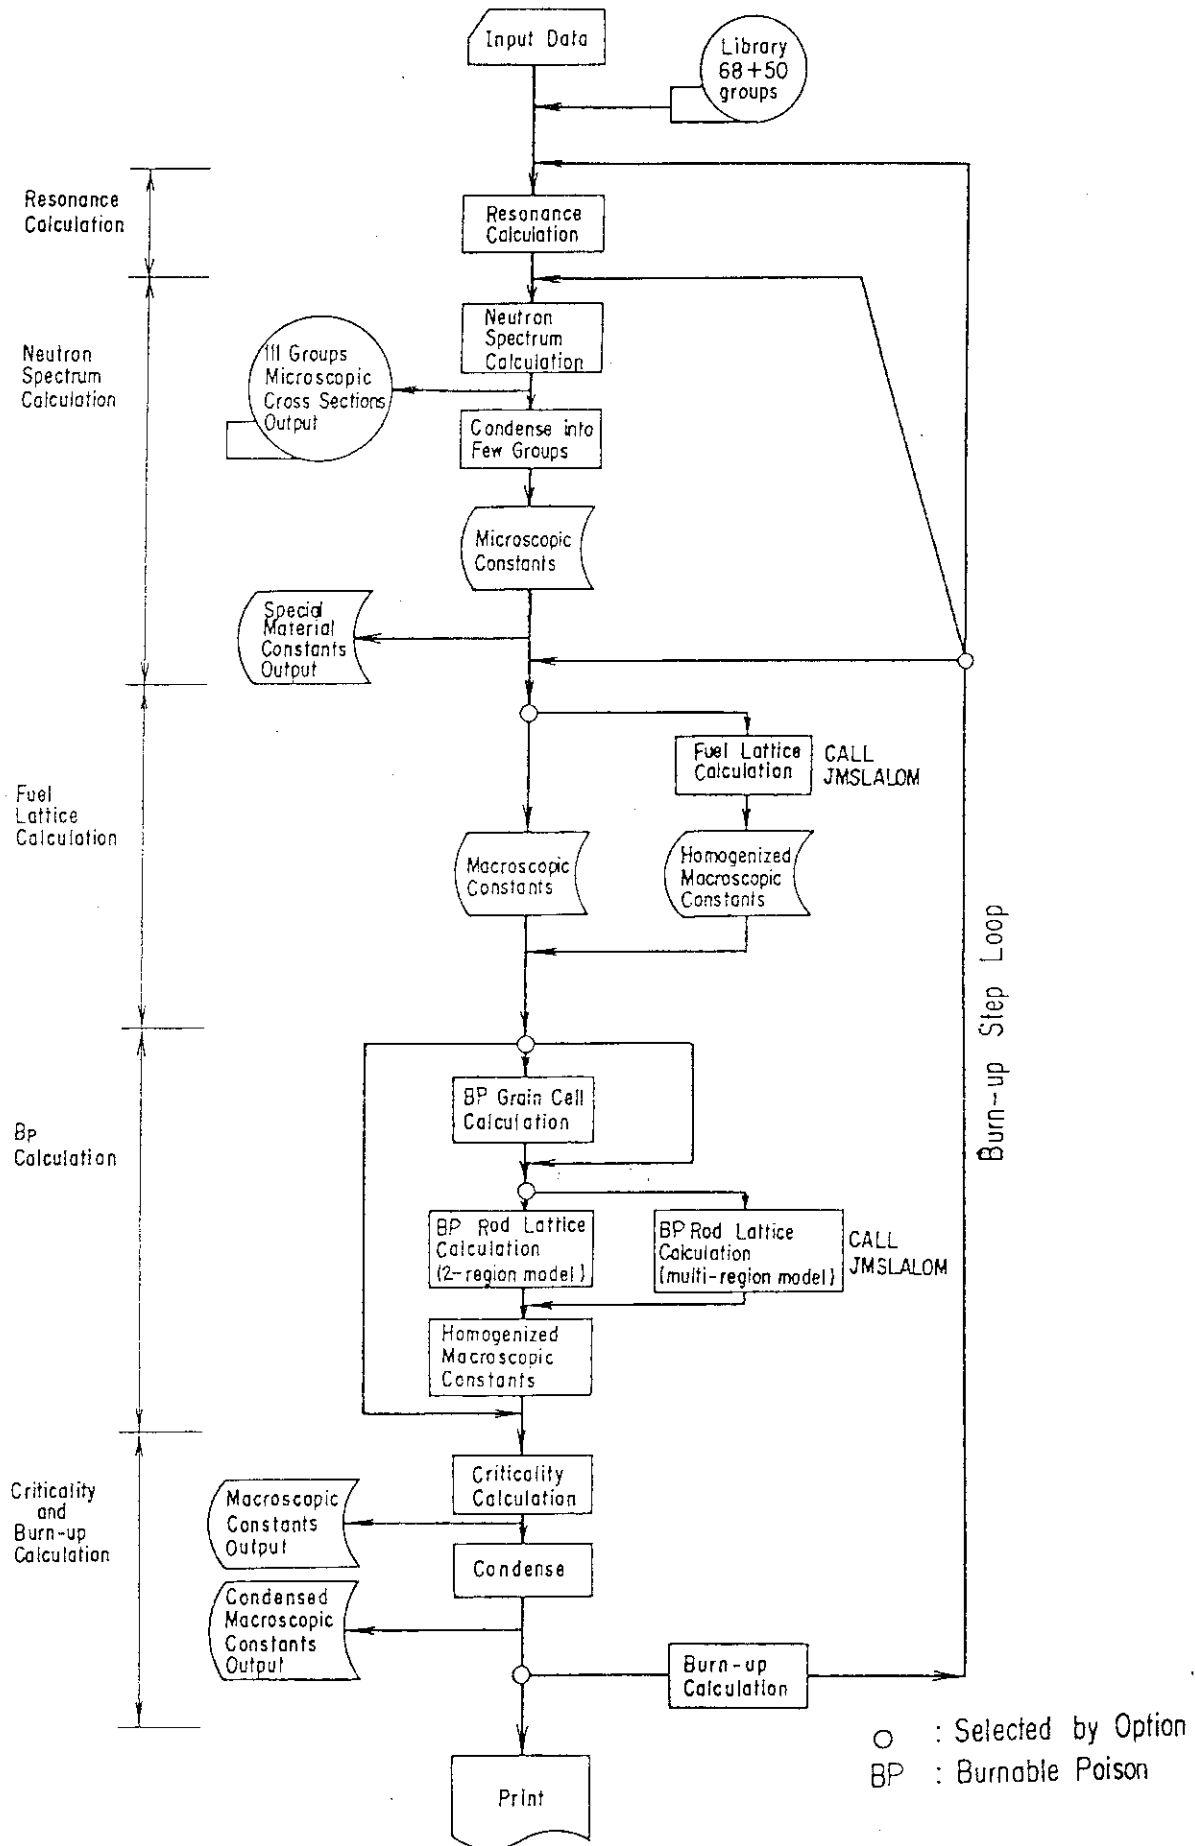 Input Data
Library
68+50
groups
Resonance
Calculation
Resonance
Calculation
Neutron
Spectrum
Calculation
Neutron
Spectrum
Calculation
111 Groups
Microscopic
Cross Sections
Output
Condense into
Few Groups
Microscopic
Constants
Special
Material
Constants
Output
Fuel
Lattice
Calculation
Fuel Lattice
Calculation
CALL
JMSLALOM
Macroscopic
Constants
Homogenized
Macroscopic
Constants
Burn-up Step Loop
BP
Calculation
BP Grain Cell
Calculation
BP Rod Lattice
Calculation
(2-region model)
BP Rod Lattice
Calculation
(multi-region model)
CALL
JMSLALOM
Homogenized
Macroscopic
Constants
Criticality
and
Burn-up
Calculation
Criticality
Calculation
Macroscopic
Constants
Output
Condense
Condensed
Macroscopic
Constants
Output
Burn-up
Calculation
Print
○ : Selected by Option
BP : Burnable Poison